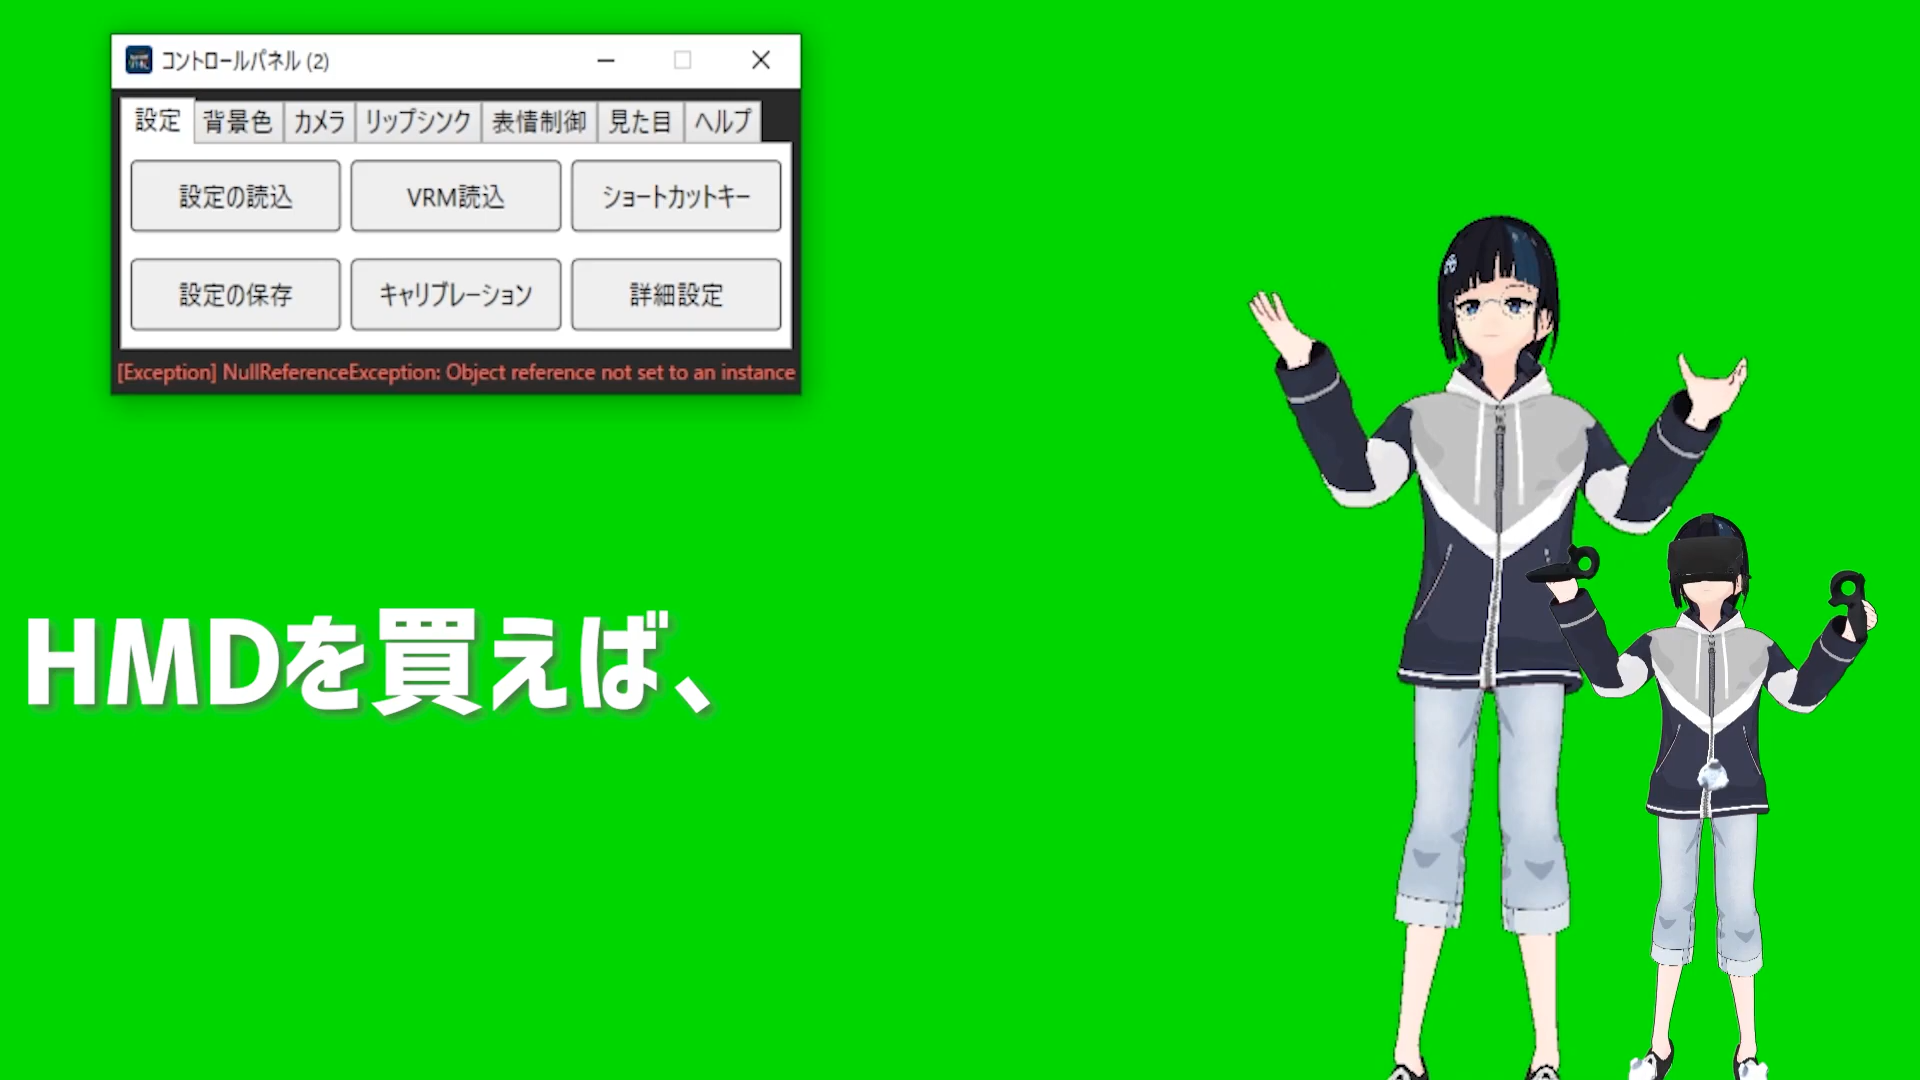 コントロールパネル (2)
設定 背景色 カメラ リップシンク 表情制御 見た目 ヘルプ
設定の読込 VRM読込 ショートカットキー
設定の保存 キャリブレーション 詳細設定
[Exception] NullReferenceException: Object reference not set to an instance
HMDを買えば、